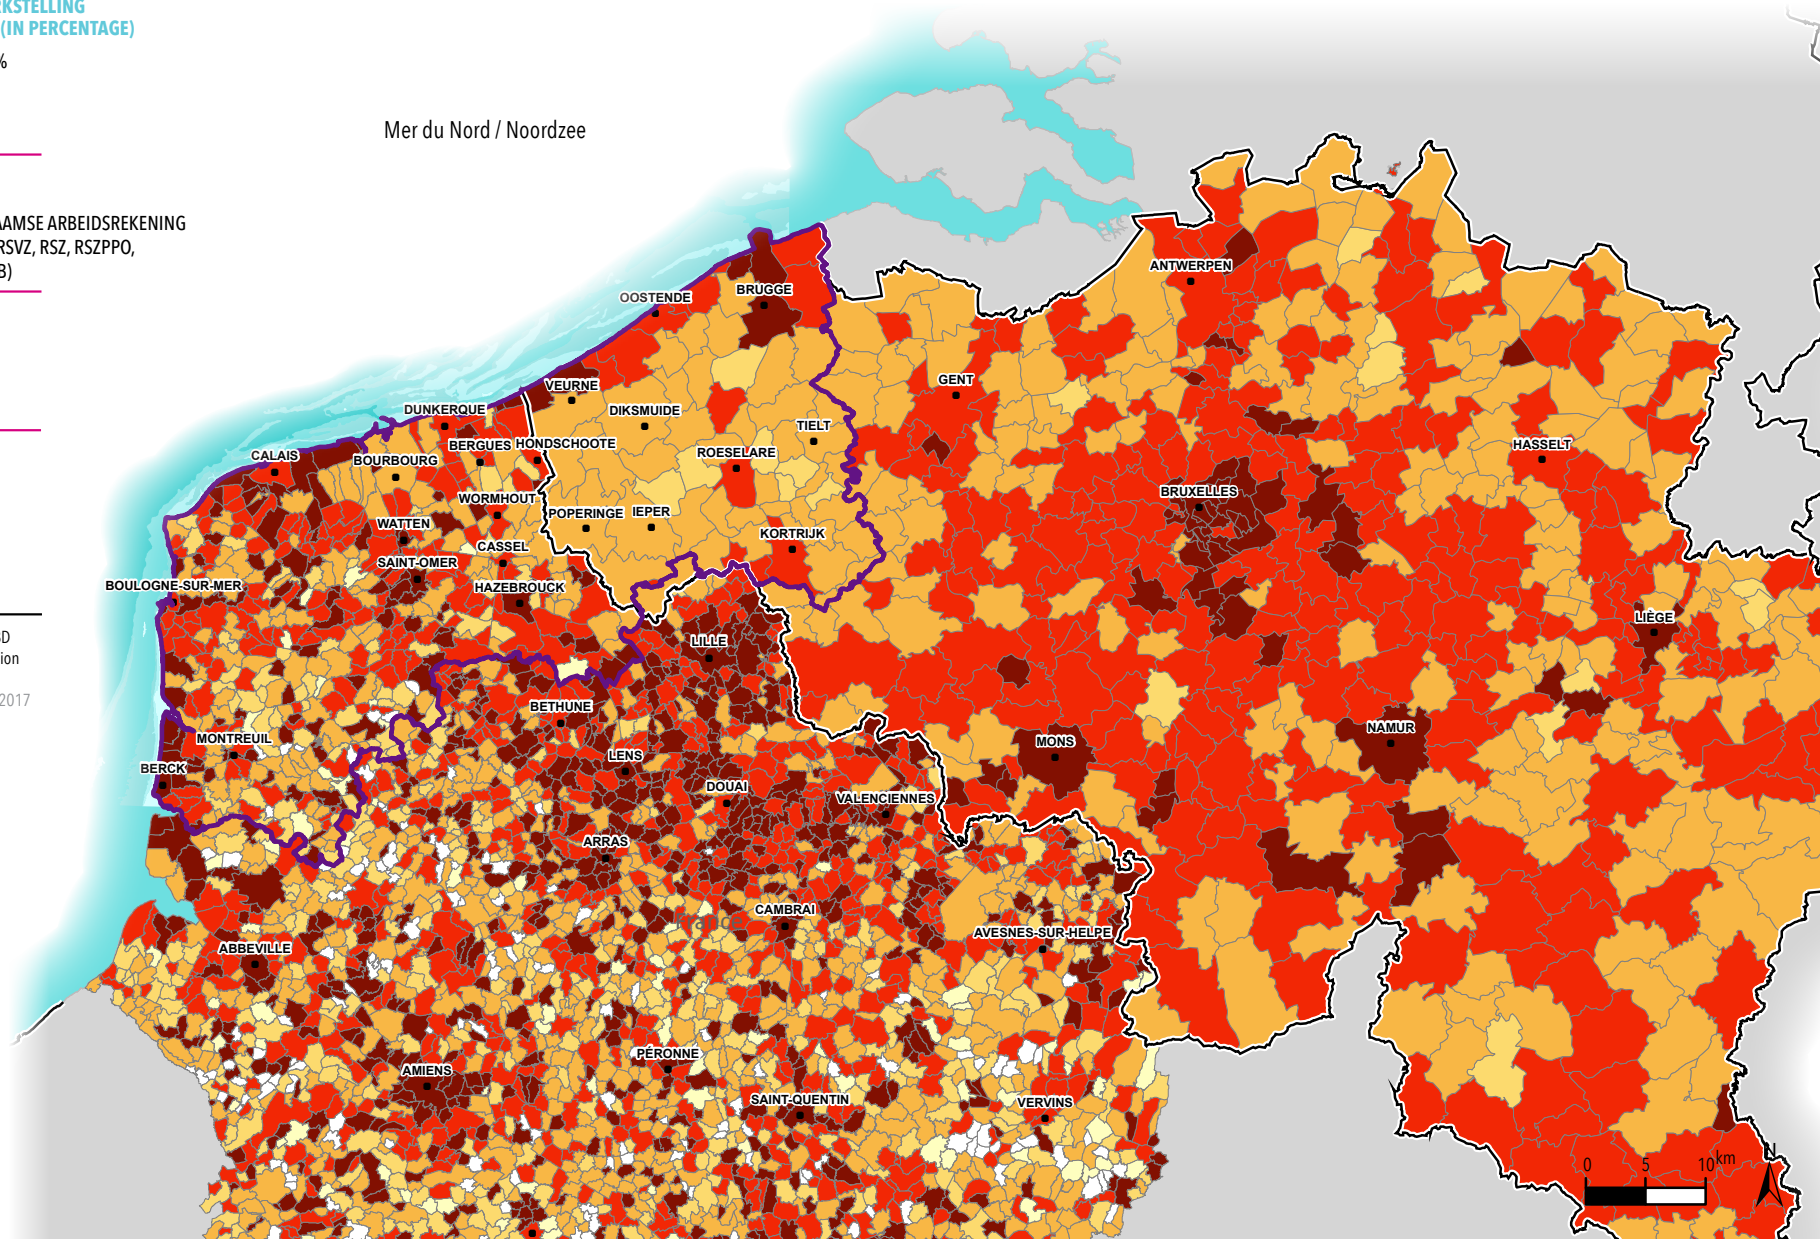 RKSTELLING
(IN PERCENTAGE)
%
AAMSE ARBEIDSREKENING
RSVZ, RSZ, RSZPPO,
B)
SD
ion
2017
Mer du Nord / Noordzee
ANTWERPEN
BRUGGE
OOSTENDE
VEURNE
GENT
DUNKERQUE
DIKSMUIDE
TIELT
BERGUES
HONDSCHOOTE
HASSELT
CALAIS
BOURBOURG
ROESELARE
BRUXELLES
WORMHOUT
POPERINGE
IEPER
WATTEN
KORTRIJK
CASSEL
SAINT-OMER
BOULOGNE-SUR-MER
HAZEBROUCK
LIÈGE
LILLE
BETHUNE
NAMUR
MONTREUIL
MONS
LENS
BERCK
DOUAI
VALENCIENNES
ARRAS
CAMBRAI
France
AVESNES-SUR-HELPE
ABBEVILLE
PÉRONNE
AMIENS
SAINT-QUENTIN
VERVINS
N
0 5 10 km